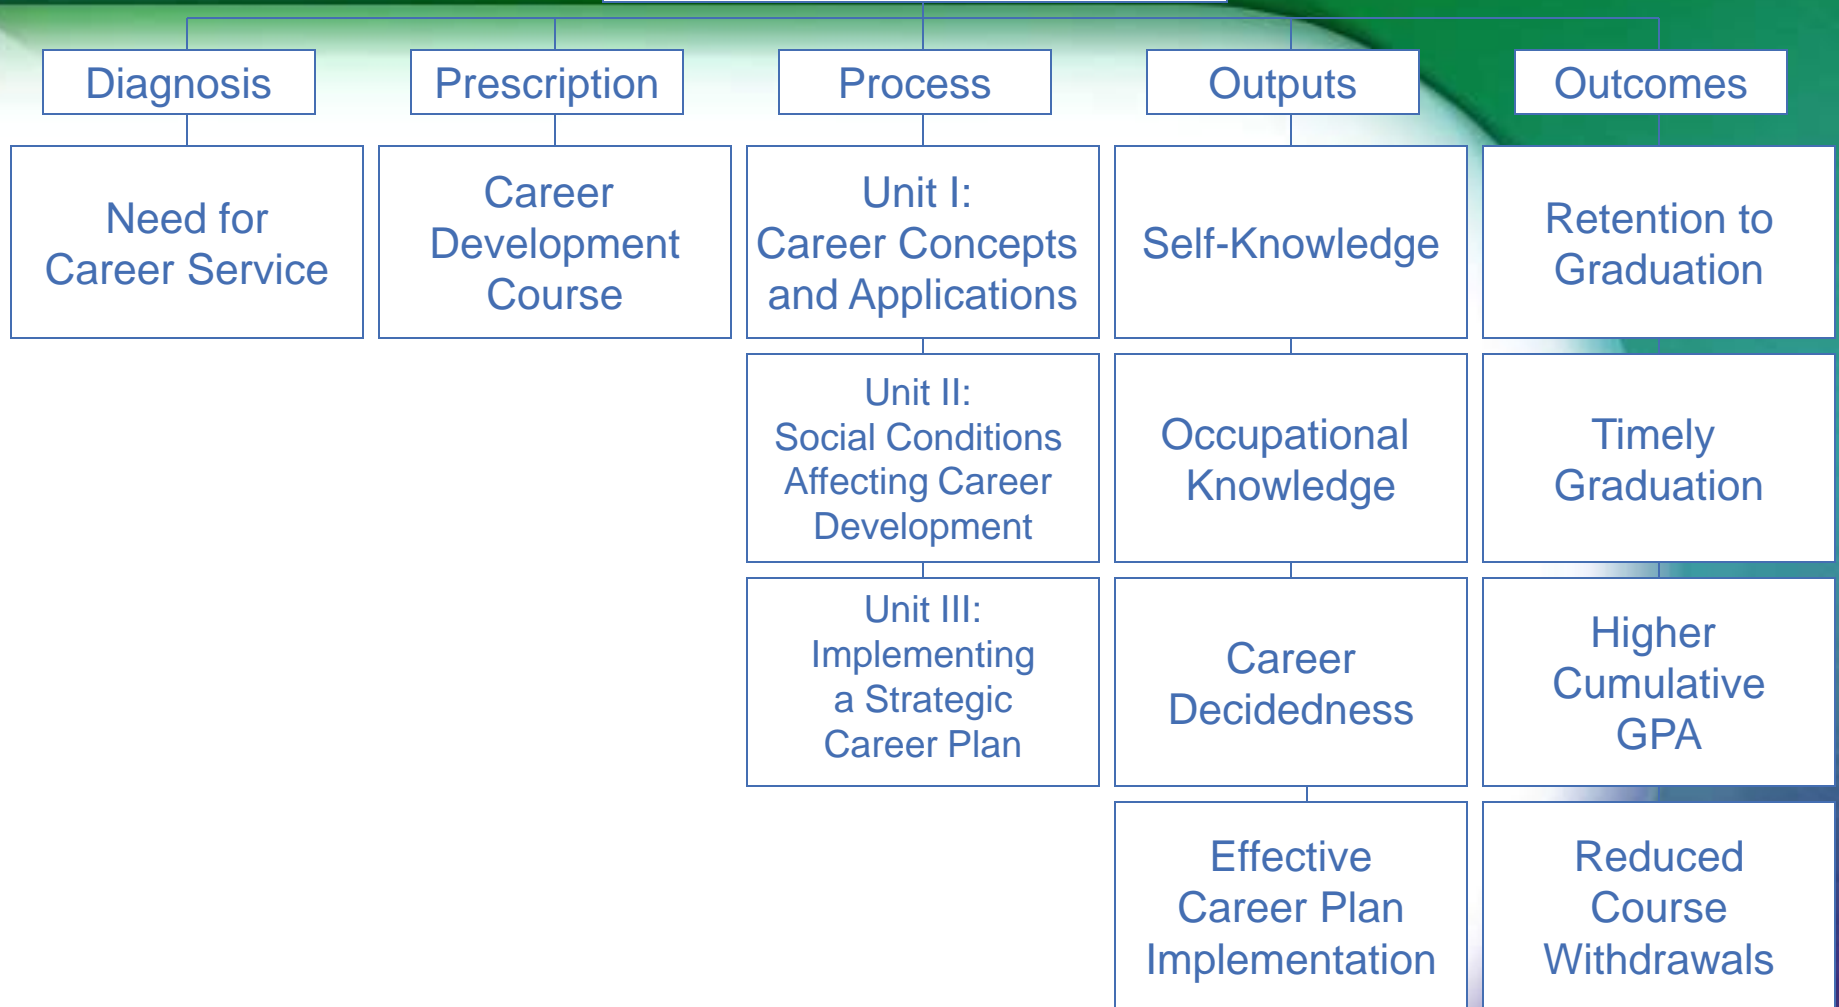 Diagnosis
Prescription
Process
Outputs
Outcomes
Need for
Career Service
Career
Development
Course
Unit I:
Career Concepts
and Applications
Self-Knowledge
Retention to
Graduation
Unit II:
Social Conditions
Affecting Career
Development
Occupational
Knowledge
Timely
Graduation
Unit III:
Implementing
a Strategic
Career Plan
Career
Decidedness
Higher
Cumulative
GPA
Effective
Career Plan
Implementation
Reduced
Course
Withdrawals